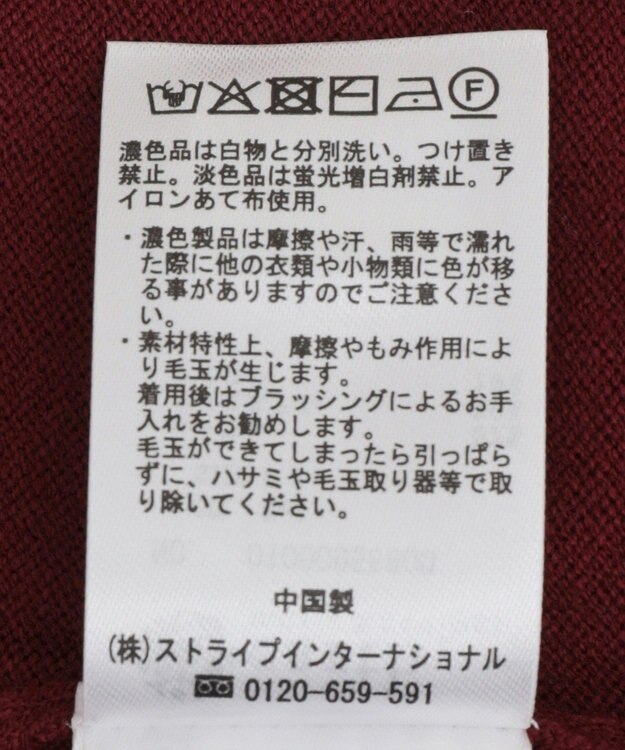 F
濃色品は白物と分別洗い。つけ置き
禁止。淡色品は蛍光増白剤禁止。ア
イロンあて布使用。
・濃色製品は摩擦や汗、雨等で濡れ
た際に他の衣類や小物類に色が移
る事がありますのでご注意くださ
い。
・素材特性上、摩擦やもみ作用によ
り毛玉が生じます。
着用後はブラッシングによるお手
入れをお勧めします。
毛玉ができてしまったら引っぱら
ずに、ハサミや毛玉取り器等で取
り除いてください。
中国製
(株)ストライプインターナショナル
0120-659-591